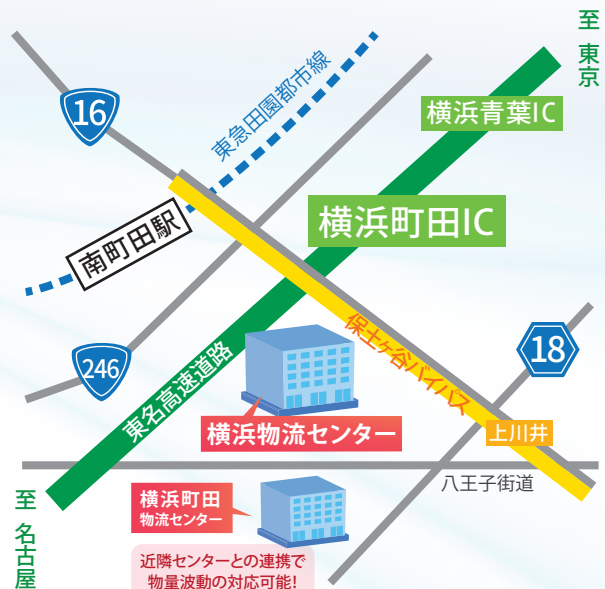 至 東京
16
東急田園都市線
横浜青葉IC
横浜町田IC
南町田駅
246
東名高速道路
保土ヶ谷バイパス
18
横浜物流センター
上川井
八王子街道
至 名古屋
横浜町田
物流センター
近隣センターとの連携で
物量波動の対応可能!